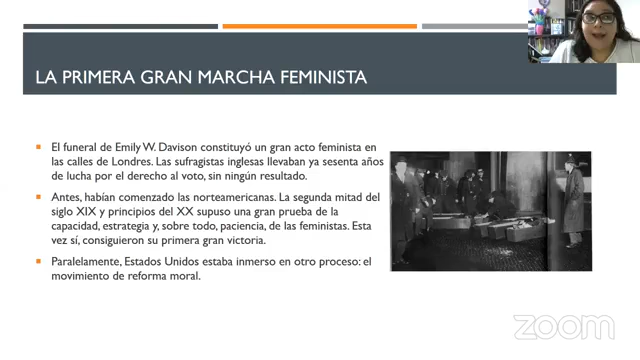 LA PRIMERA GRAN MARCHA FEMINISTA
El funeral de Emily W. Davison constituyó un gran acto feminista en
las calles de Londres. Las sufragistas inglesas llevaban ya sesenta años
de lucha por el derecho al voto, sin ningún resultado.
Antes, habían comenzado las norteamericanas. La segunda mitad del
siglo XIX y principios del XX supuso una gran prueba de la
capacidad, estrategia y, sobre todo, paciencia, de las feministas. Esta
vez sí, consiguieron su primera gran victoria.
Paralelamente, Estados Unidos estaba inmerso en otro proceso: el
movimiento de reforma moral.
zoom